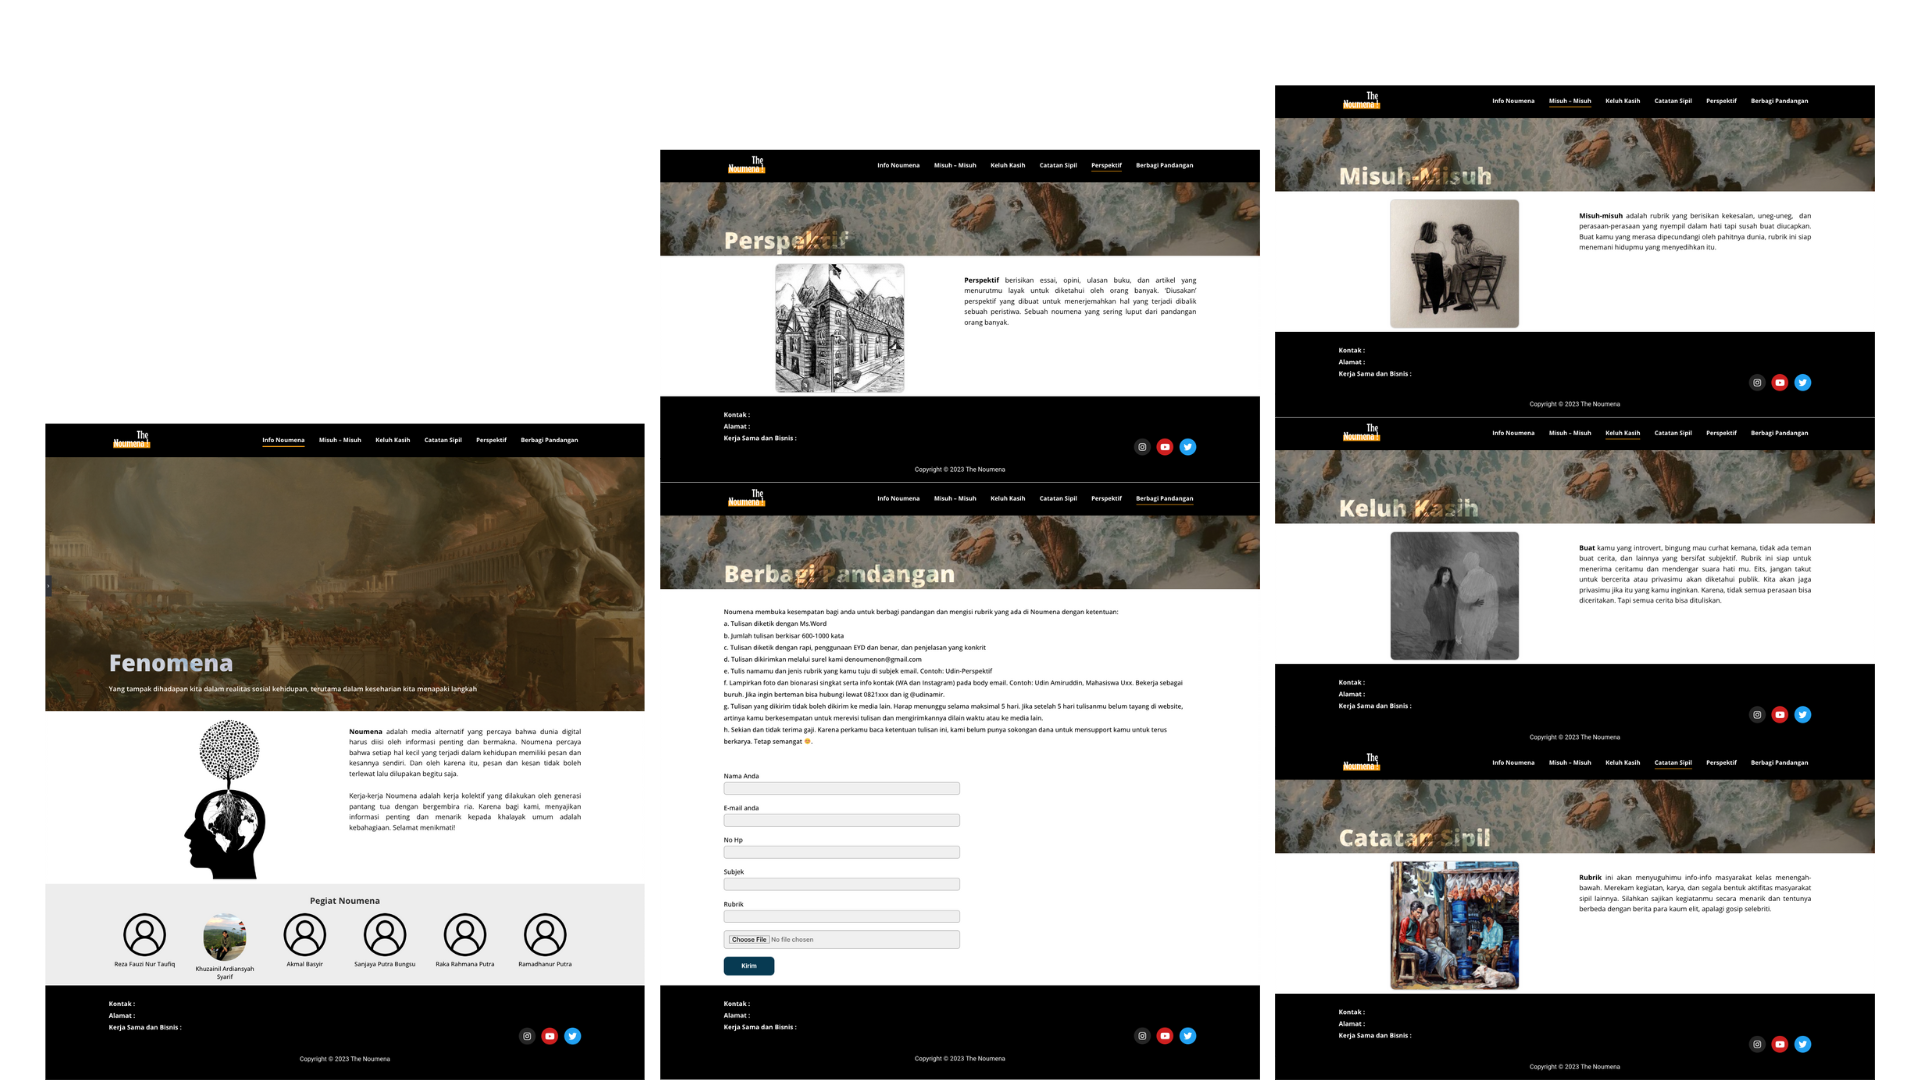 The
Noumena !
Info Noumena
Misuh – Misuh
Keluh Kasih
Catatan Sipil
Perspektif
Berbagi Pandangan
Fenomena
Yang tampak dihadapan kita dalam realitas sosial kehidupan, terutama dalam keseharian kita menapaki langkah
Noumena adalah media alternatif yang percaya bahwa dunia digital
harus diisi oleh informasi penting dan bermakna. Noumena percaya
bahwa setiap hal kecil yang terjadi dalam kehidupan memiliki pesan dan
kesannya sendiri. Dan oleh karena itu, pesan dan kesan tidak boleh
terlewat lalu dilupakan begitu saja.
Kerja-kerja Noumena adalah kerja kolektif yang dilakukan oleh generasi
pantang tua dengan bergembira ria. Karena bagi kami, menyajikan
informasi penting dan menarik kepada khalayak umum adalah
kebahagiaan. Selamat menikmati!
Pegiat Noumena
Reza Fauzi Nur Taufiq
Khuzainil Ardiansyah
Syarif
Akmal Basyir
Sanjaya Putra Bungsu
Raka Rahmana Putra
Ramadhanur Putra
Kontak :
Alamat :
Kerja Sama dan Bisnis :
Copyright © 2023 The Noumena
The
Noumena !
Info Noumena
Misuh – Misuh
Keluh Kasih
Catatan Sipil
Perspektif
Berbagi Pandangan
Perspektif
Perspektif berisikan essai, opini, ulasan buku, dan artikel yang
menurutmu layak untuk diketahui oleh orang banyak. 'Diusakan'
perspektif yang dibuat untuk menerjemahkan hal yang terjadi dibalik
sebuah peristiwa. Sebuah noumena yang sering luput dari pandangan
orang banyak.
Kontak :
Alamat :
Kerja Sama dan Bisnis :
Copyright © 2023 The Noumena
The
Noumena !
Info Noumena
Misuh – Misuh
Keluh Kasih
Catatan Sipil
Perspektif
Berbagi Pandangan
Berbagi Pandangan
Noumena membuka kesempatan bagi anda untuk berbagi pandangan dan mengisi rubrik yang ada di Noumena dengan ketentuan:
a. Tulisan diketik dengan Ms.Word
b. Jumlah tulisan berkisar 600-1000 kata
c. Tulisan diketik dengan rapi, penggunaan EYD dan benar, dan penjelasan yang konkrit
d. Tulisan dikirimkan melalui surel kami denoumenon@gmail.com
e. Tulis namamu dan jenis rubrik yang kamu tuju di subjek email. Contoh: Udin-Perspektif
f. Lampirkan foto dan bionarasi singkat serta info kontak (WA dan Instagram) pada body email. Contoh: Udin Amiruddin, Mahasiswa Uxx. Bekerja sebagai
buruh. Jika ingin berteman bisa hubungi lewat 0821xxx dan ig @udinamir.
g. Tulisan yang dikirim tidak boleh dikirim ke media lain. Harap menunggu selama maksimal 5 hari. Jika setelah 5 hari tulisanmu belum tayang di website,
artinya kamu berkesempatan untuk merevisi tulisan dan mengirimkannya dilain waktu atau ke media lain.
h. Sekian dan tidak terima gaji. Karena perkamu baca ketentuan tulisan ini, kami belum punya sokongan dana untuk mensupport kamu untuk terus
berkarya. Tetap semangat 😊.
Nama Anda
E-mail anda
No Hp
Subjek
Rubrik
Choose File No file chosen
Kirim
Kontak :
Alamat :
Kerja Sama dan Bisnis :
Copyright © 2023 The Noumena
The
Noumena !
Info Noumena
Misuh – Misuh
Keluh Kasih
Catatan Sipil
Perspektif
Berbagi Pandangan
Misuh-Misuh
Misuh-misuh adalah rubrik yang berisikan kekesalan, uneg-uneg, dan
perasaan-perasaan yang nyempil dalam hati tapi susah buat diucapkan.
Buat kamu yang merasa dipecundangi oleh pahitnya dunia, rubrik ini siap
menemani hidupmu yang menyedihkan itu.
Kontak :
Alamat :
Kerja Sama dan Bisnis :
Copyright © 2023 The Noumena
The
Noumena !
Info Noumena
Misuh – Misuh
Keluh Kasih
Catatan Sipil
Perspektif
Berbagi Pandangan
Keluh Kasih
Buat kamu yang introvert, bingung mau curhat kemana, tidak ada teman
buat cerita, dan lainnya yang bersifat subjektif. Rubrik ini siap untuk
menerima ceritamu dan mendengar suara hati mu. Eits, jangan takut
untuk bercerita atau privasimu akan diketahui publik. Kita akan jaga
privasimu jika itu yang kamu inginkan. Karena, tidak semua perasaan bisa
diceritakan. Tapi semua cerita bisa dituliskan.
Kontak :
Alamat :
Kerja Sama dan Bisnis :
Copyright © 2023 The Noumena
The
Noumena !
Info Noumena
Misuh – Misuh
Keluh Kasih
Catatan Sipil
Perspektif
Berbagi Pandangan
Catatan Sipil
Rubrik ini akan menyuguhimu info-info masyarakat kelas menengah-
bawah. Merekam kegiatan, karya, dan segala bentuk aktifitas masyarakat
sipil lainnya. Silahkan sajikan kegiatanmu secara menarik dan tentunya
berbeda dengan berita para kaum elit, apalagi gosip selebriti.
Kontak :
Alamat :
Kerja Sama dan Bisnis :
Copyright © 2023 The Noumena